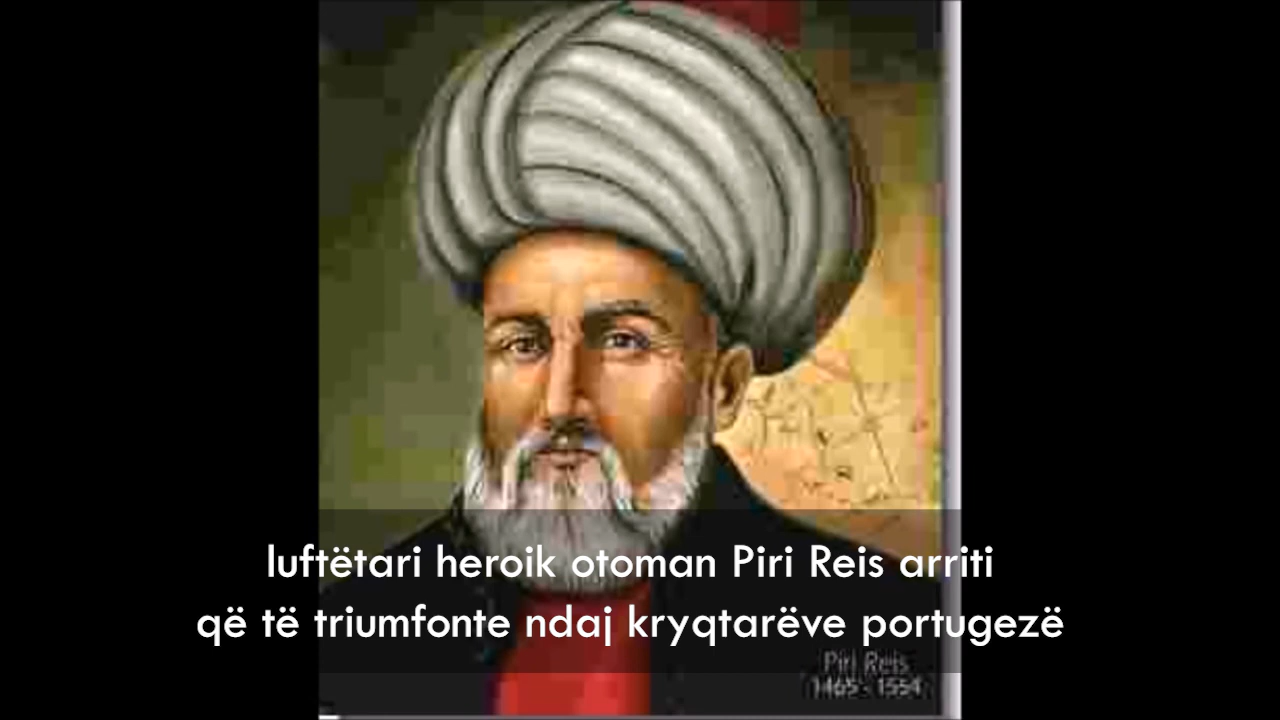 luftëtari heroik otoman Piri Reis arriti
që të triumfonte ndaj kryqtarëve portugezë
Piri Reis
1465 - 1554